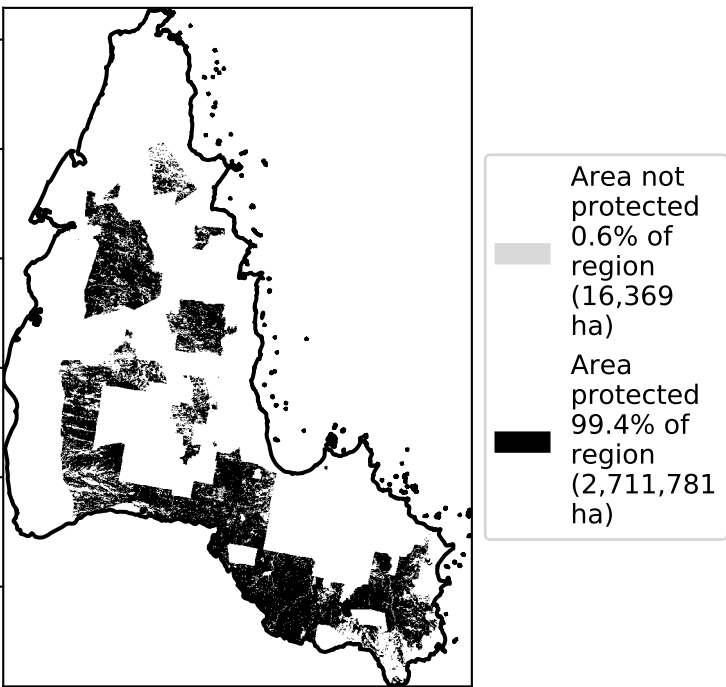 Area not
protected
0.6% of
region
(16,369
ha)
Area
protected
99.4% of
region
(2,711,781
ha)